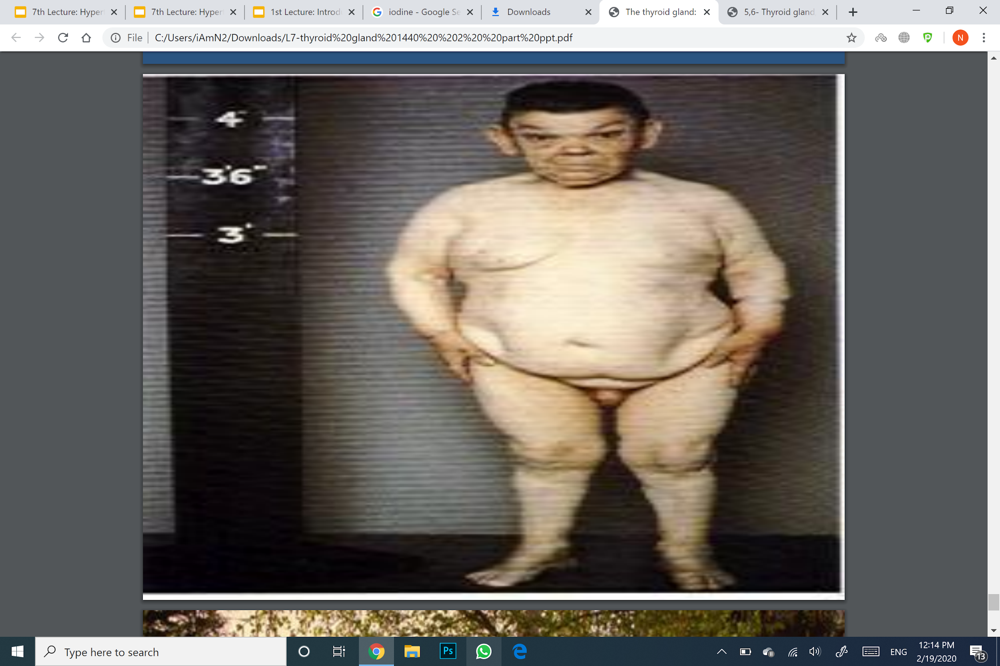 7th Lecture: Hyper
7th Lecture: Hyper
1st Lecture: Introd
iodine - Google Se
Downloads
The thyroid gland:
5,6- Thyroid gland,
File
C:/Users/iAmN2/Downloads/L7-thyroid%20gland%201440%20%202%20%20part%20ppt.pdf
N
4'
3'6"
3'
Type here to search
Ps
ENG
12:14 PM
2/19/2020
13